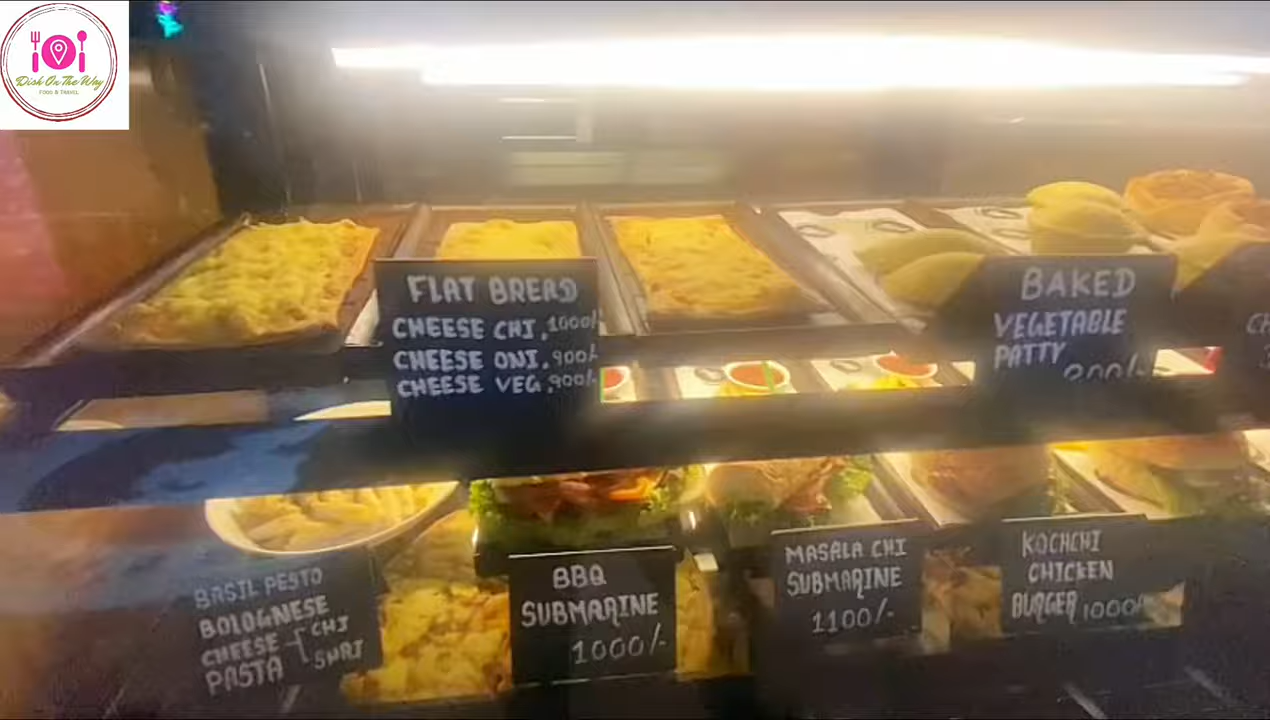 Dish On The Way
FOOD & TRAVEL
FLAT BREAD
CHEESE CHI. 1000/-
CHEESE ONI. 900/-
CHEESE VEG. 900/-
BAKED
VEGETABLE
PATTY
CH
BASIL PESTO
BOLOGNESE
CHEESE CHI
PASTA SHRI
BBQ
SUBMARINE
1000/-
MASALA CHI
SUBMARINE
1100/-
KOCHCHI
CHICKEN
BURGER 1000/-